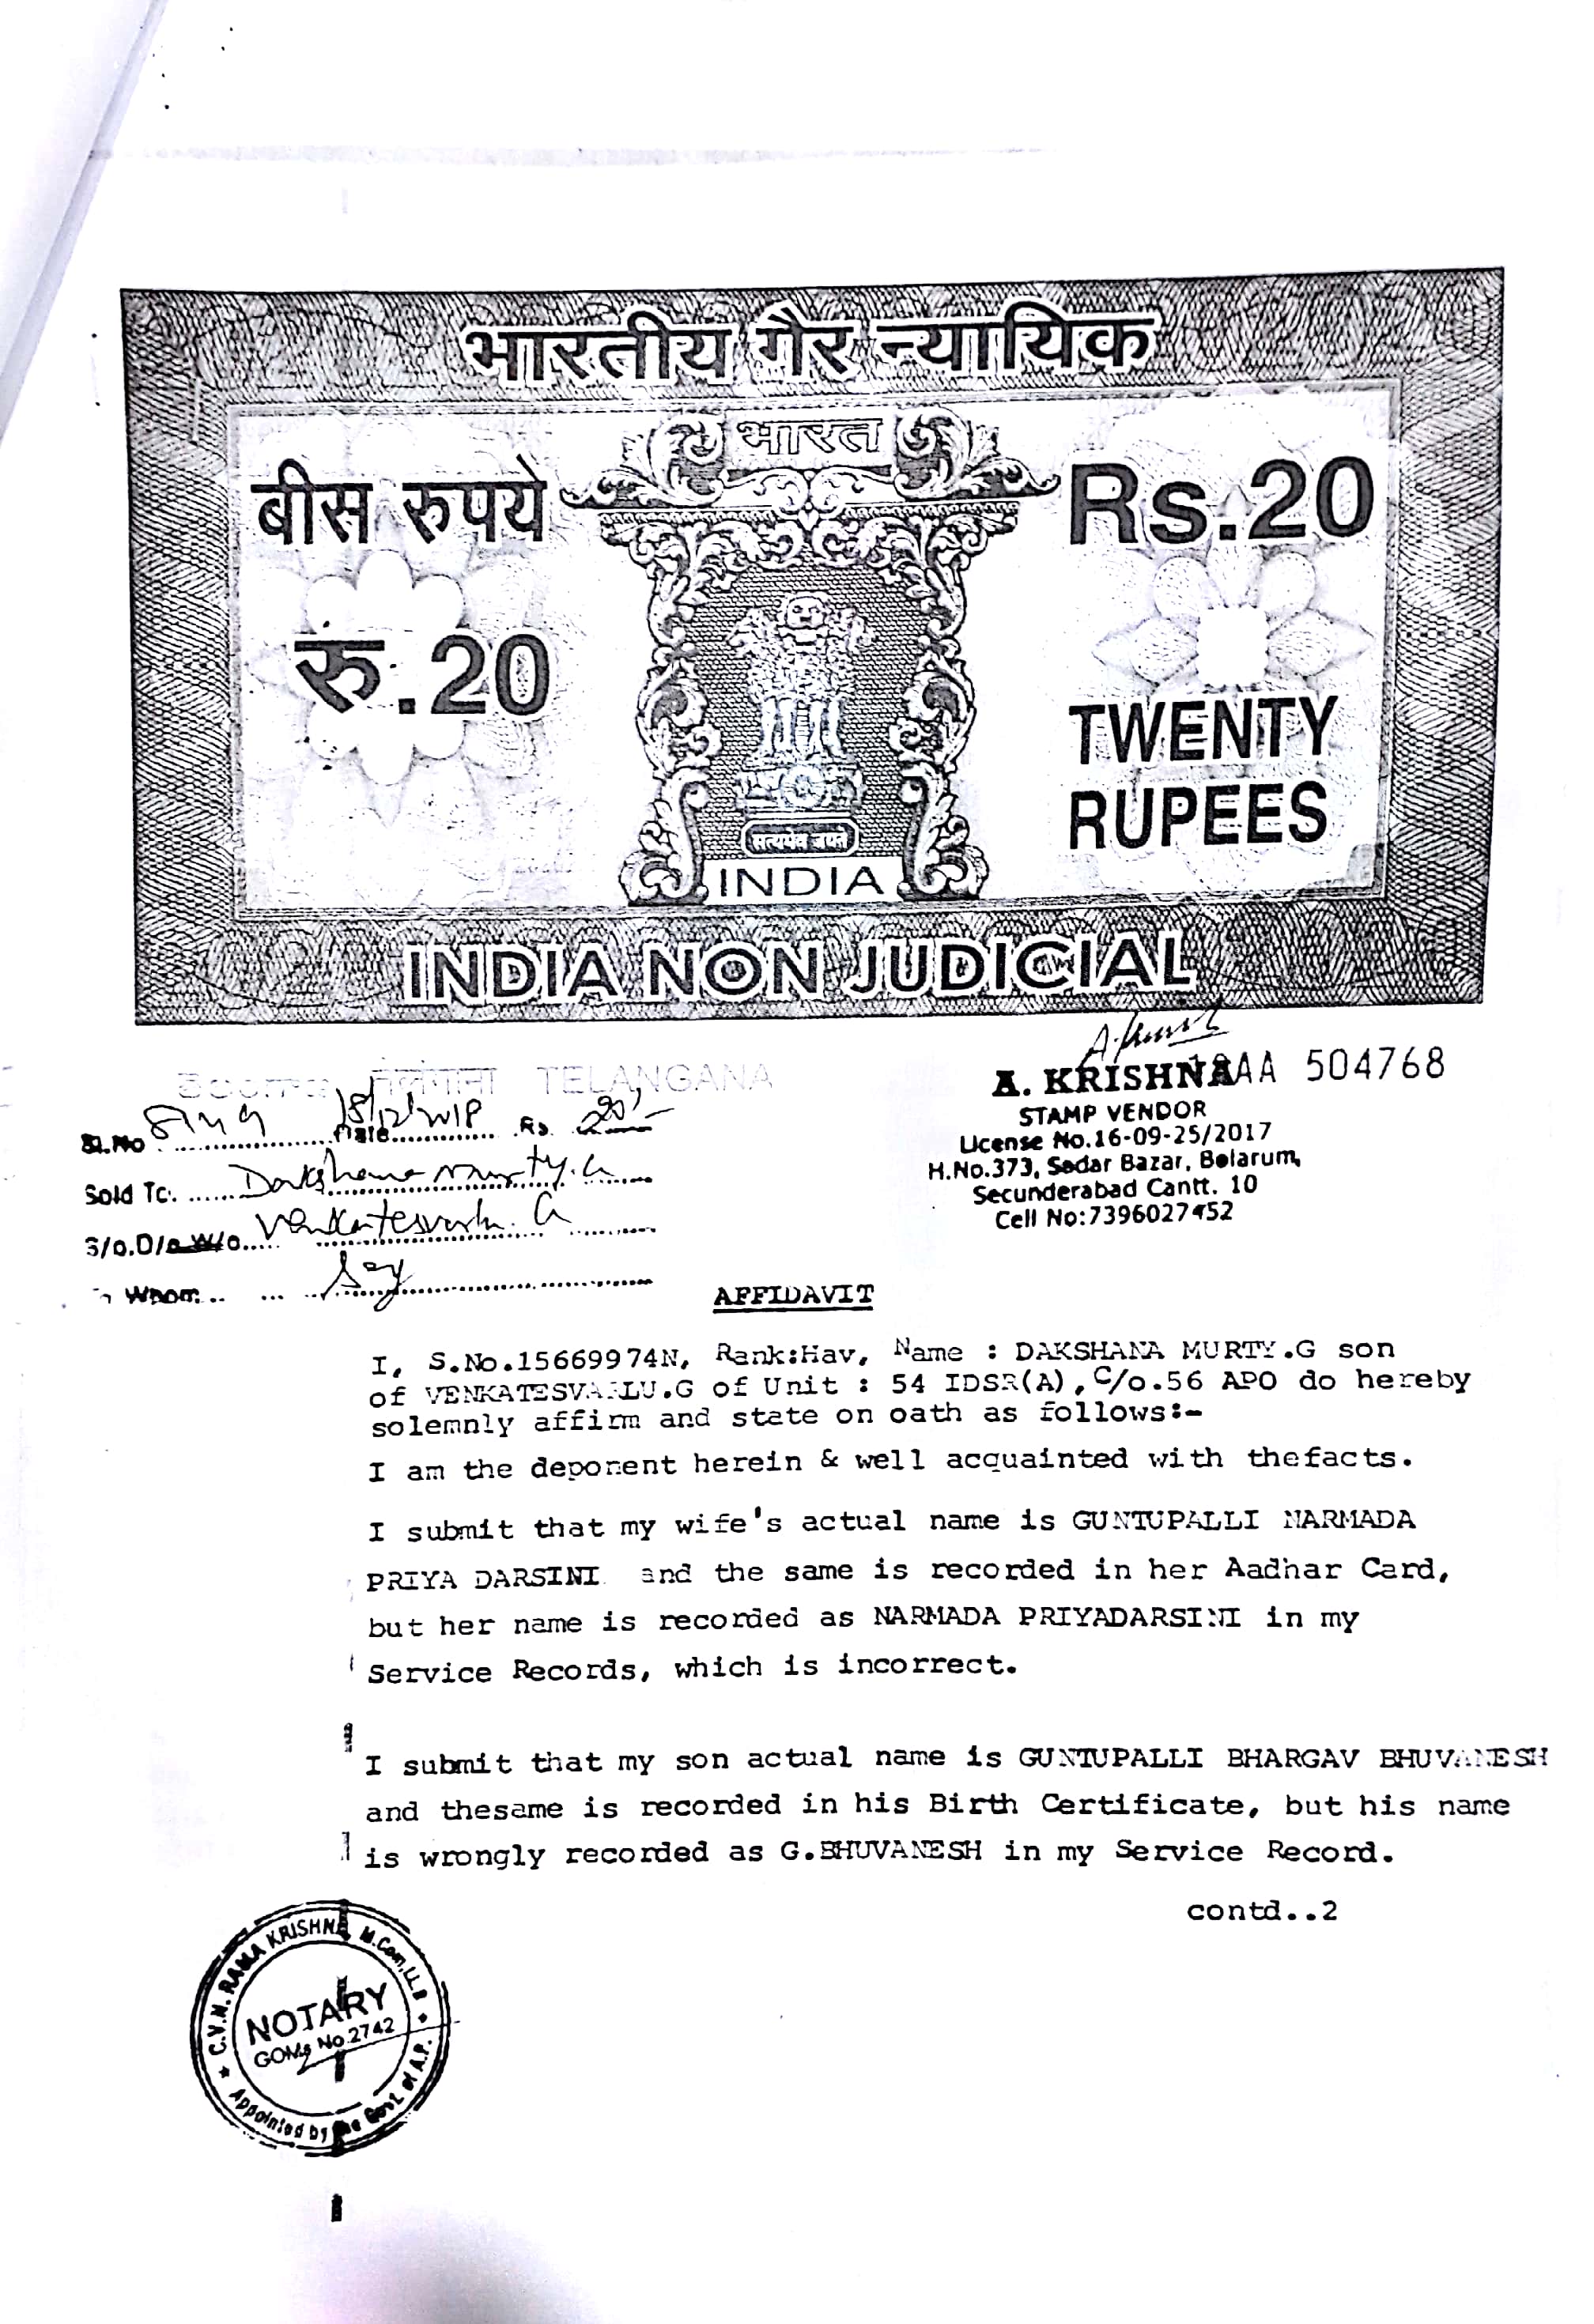 भारतीय गैर न्यायिक
भारत
बीस रुपये
Rs.20
रु.20
TWENTY
RUPEES
सत्यमेव जयते
INDIA
INDIA NON JUDICIAL
तेलंगाना TELANGANA
AA 504768
A. KRISHNA
STAMP VENDOR
License No.16-09-25/2017
H.No.373, Sadar Bazar, Bolarum,
Secunderabad Cantt. 10
Cell No:7396027452
Sl.No Date 15/12/2018 Rs. 20/-
Sold To: Dakshana Murty.G
S/o.D/o.W/o. Venkatesvarlu. G
Whom
AFFIDAVIT
I, S.No.15669974N, Rank:Hav, Name : DAKSHANA MURTY.G son
of VENKATESVARLU.G of Unit : 54 IDSR(A), C/o.56 APO do hereby
solemnly affirm and state on oath as follows:-
I am the deponent herein & well acquainted with thefacts.
I submit that my wife's actual name is GUNTUPALLI NARMADA
PRIYA DARSINI and the same is recorded in her Aadhar Card,
but her name is recorded as NARMADA PRIYADARSINI in my
Service Records, which is incorrect.
I submit that my son actual name is GUNTUPALLI BHARGAV BHUVANESH
and thesame is recorded in his Birth Certificate, but his name
is wrongly recorded as G.BHUVANESH in my Service Record.
contd..2
C.V.N. RAMA KRISHNA, M.Com,LL.B
NOTARY
GOMs No.2742
Appointed by the Govt. of A.P.